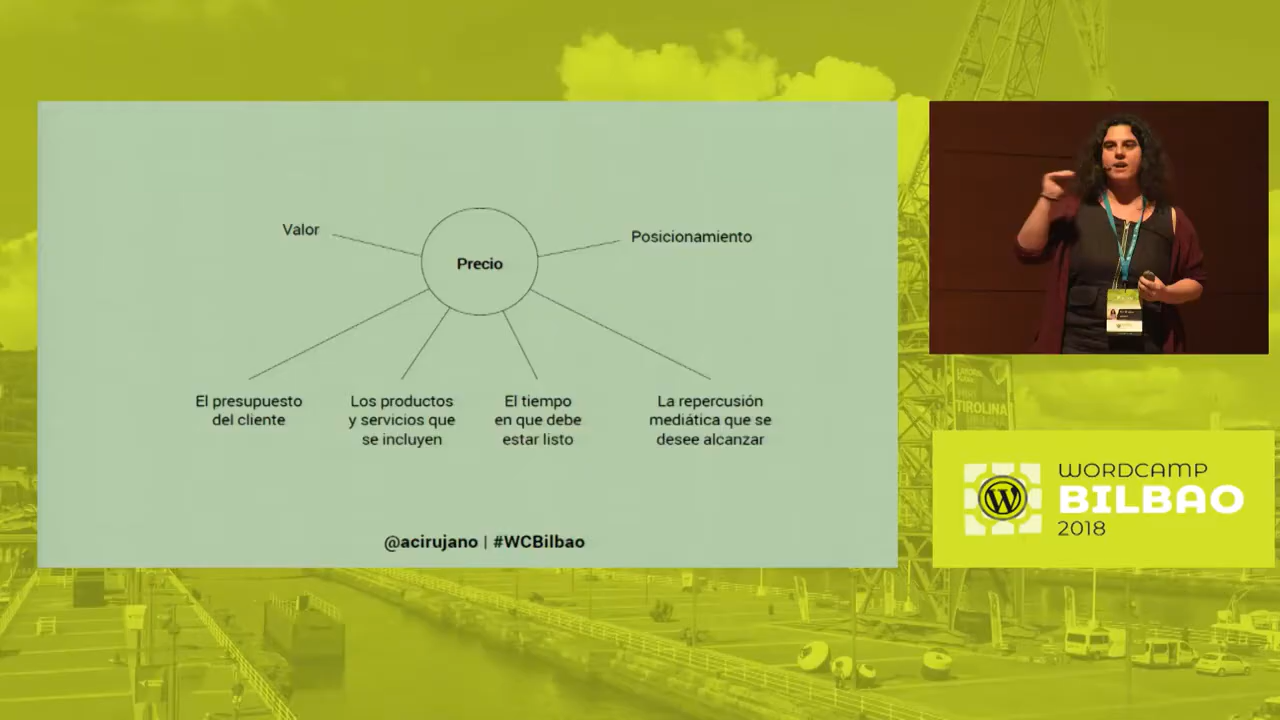 Valor
Precio
Posicionamiento
El presupuesto
del cliente
Los productos
y servicios que
se incluyen
El tiempo
en que debe
estar listo
La repercusión
mediática que se
desee alcanzar
@acirujano | #WCBilbao
TIROLINA
WORDCAMP
BILBAO
2018